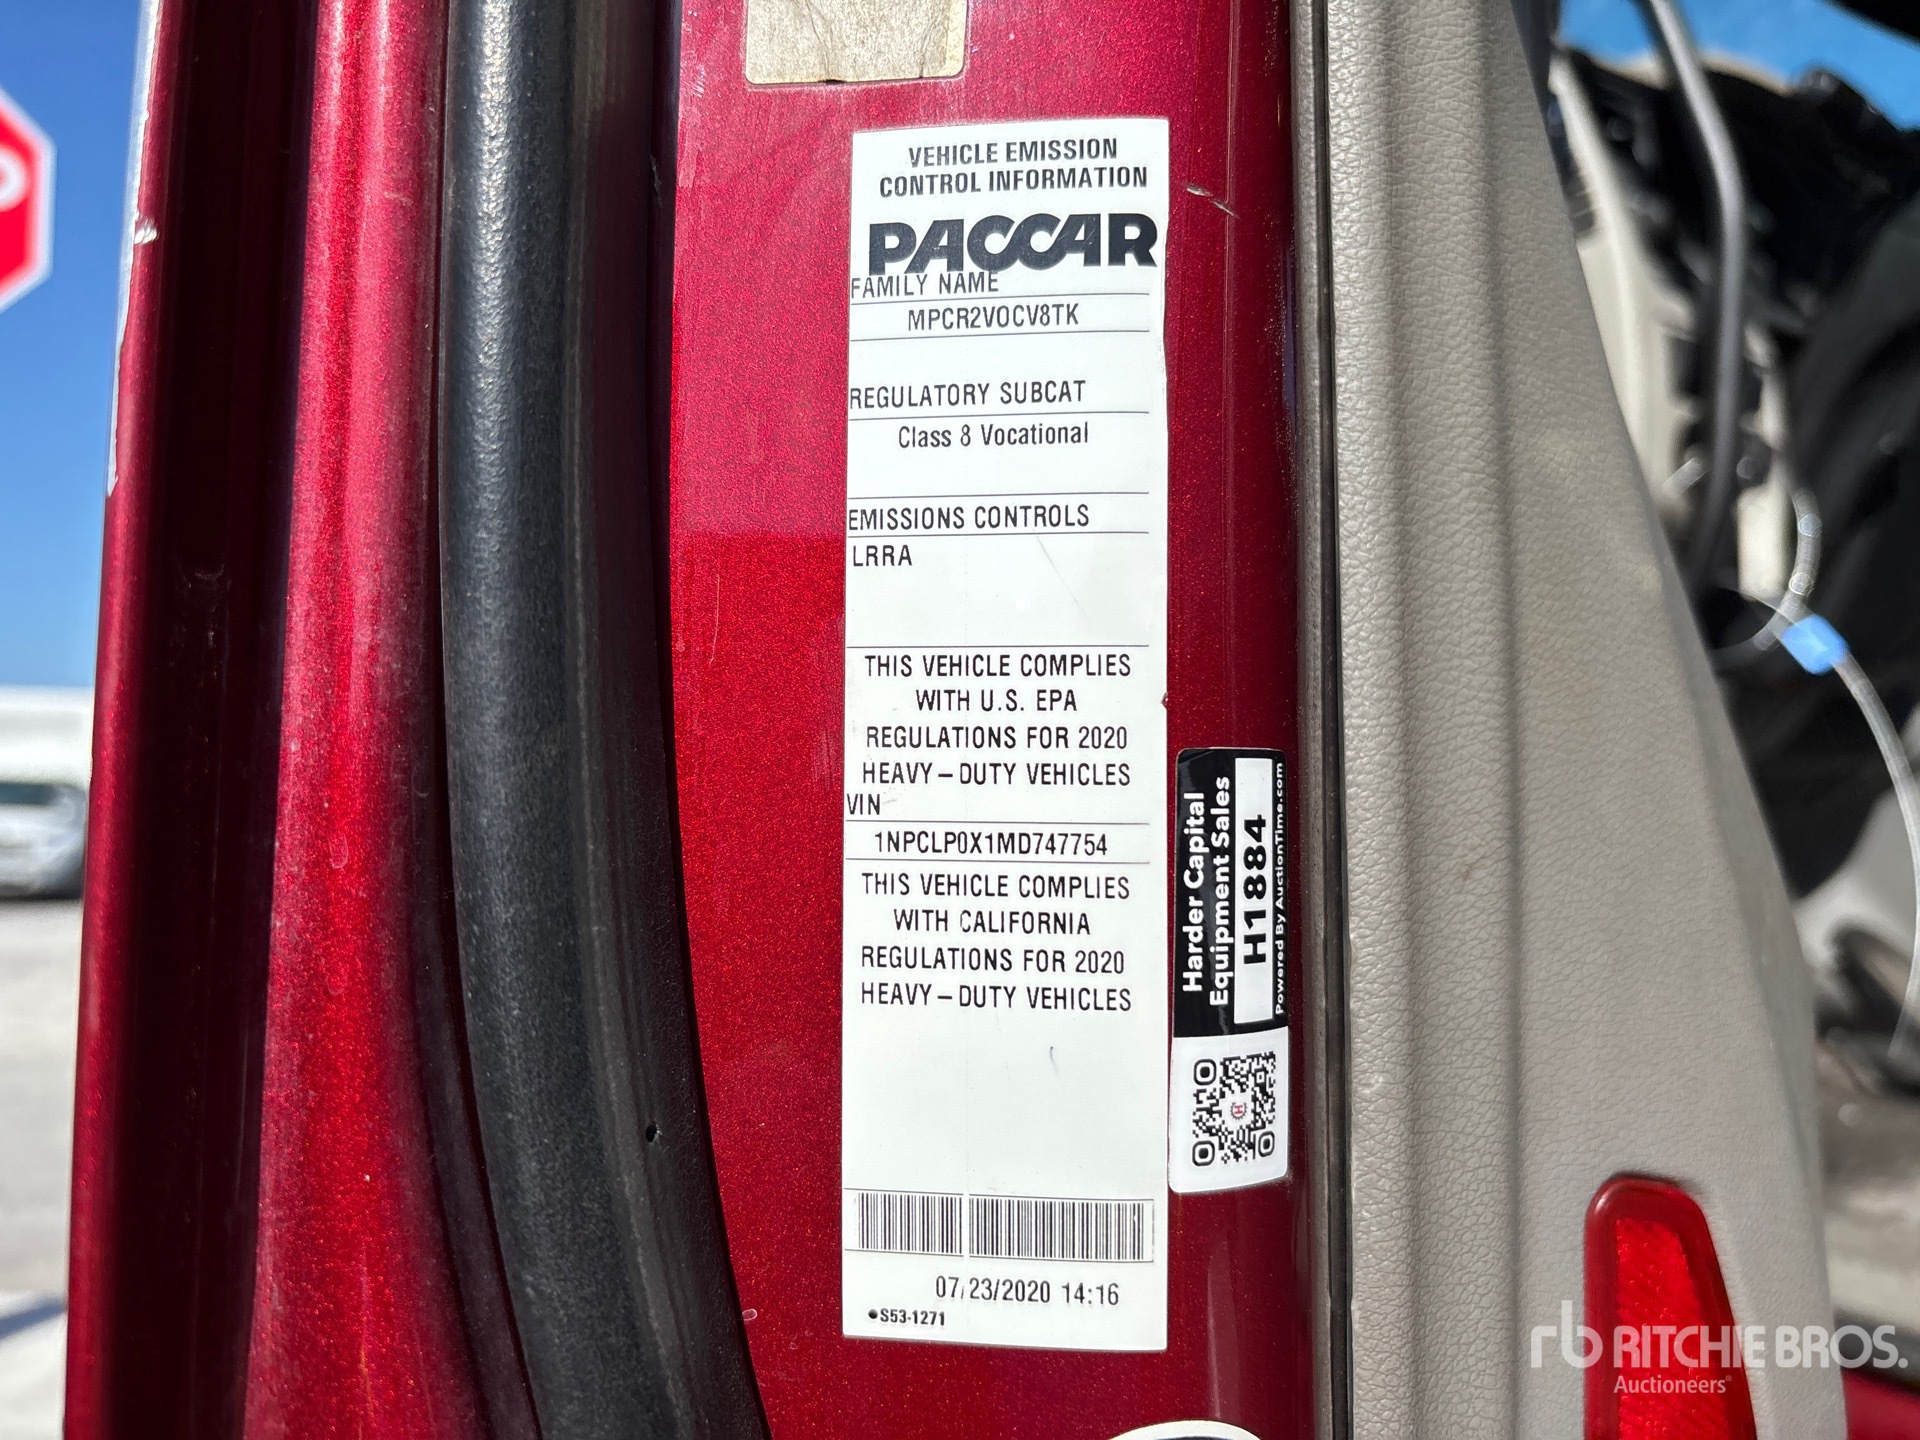 VEHICLE EMISSION
CONTROL INFORMATION
PACCAR
FAMILY NAME
MPCR2VOCV8TK
REGULATORY SUBCAT
Class 8 Vocational
EMISSIONS CONTROLS
LRRA
THIS VEHICLE COMPLIES
WITH U.S. EPA
REGULATIONS FOR 2020
HEAVY-DUTY VEHICLES
VIN
1NPCLP0X1MD747754
THIS VEHICLE COMPLIES
WITH CALIFORNIA
REGULATIONS FOR 2020
HEAVY-DUTY VEHICLES
07/23/2020 14:16
•S53-1271
Harder Capital
Equipment Sales
H1884
Powered By AuctionTime.com
H
rb RITCHIE BROS.
Auctioneers®